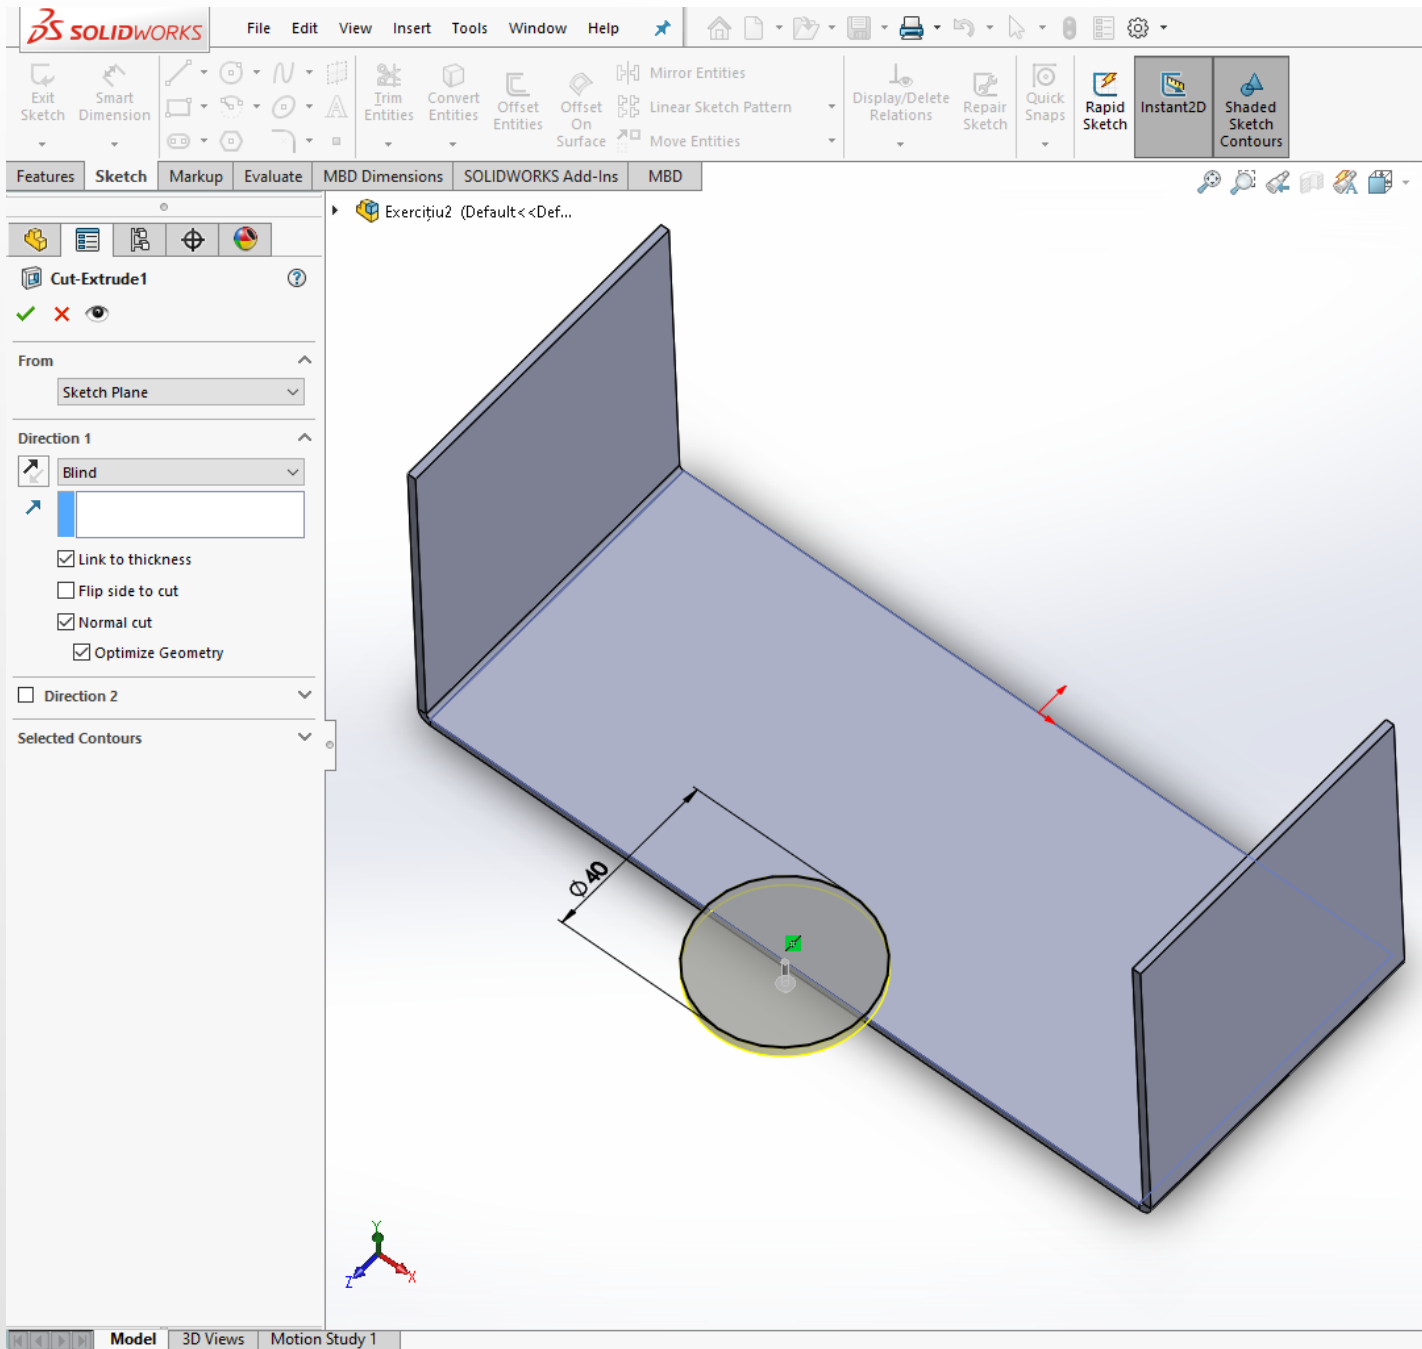 SOLIDWORKS File Edit View Insert Tools Window Help
Exit Sketch
Smart Dimension
Trim Entities
Convert Entities
Offset Entities
Offset On Surface
Mirror Entities
Linear Sketch Pattern
Move Entities
Display/Delete Relations
Repair Sketch
Quick Snaps
Rapid Sketch
Instant2D
Shaded Sketch Contours
Features Sketch Markup Evaluate MBD Dimensions SOLIDWORKS Add-Ins MBD
Exercițiu2 (Default<<Def...
Cut-Extrude1
From
Sketch Plane
Direction 1
Blind
Link to thickness
Flip side to cut
Normal cut
Optimize Geometry
Direction 2
Selected Contours
Ø40
Y
Z
X
Model 3D Views Motion Study 1